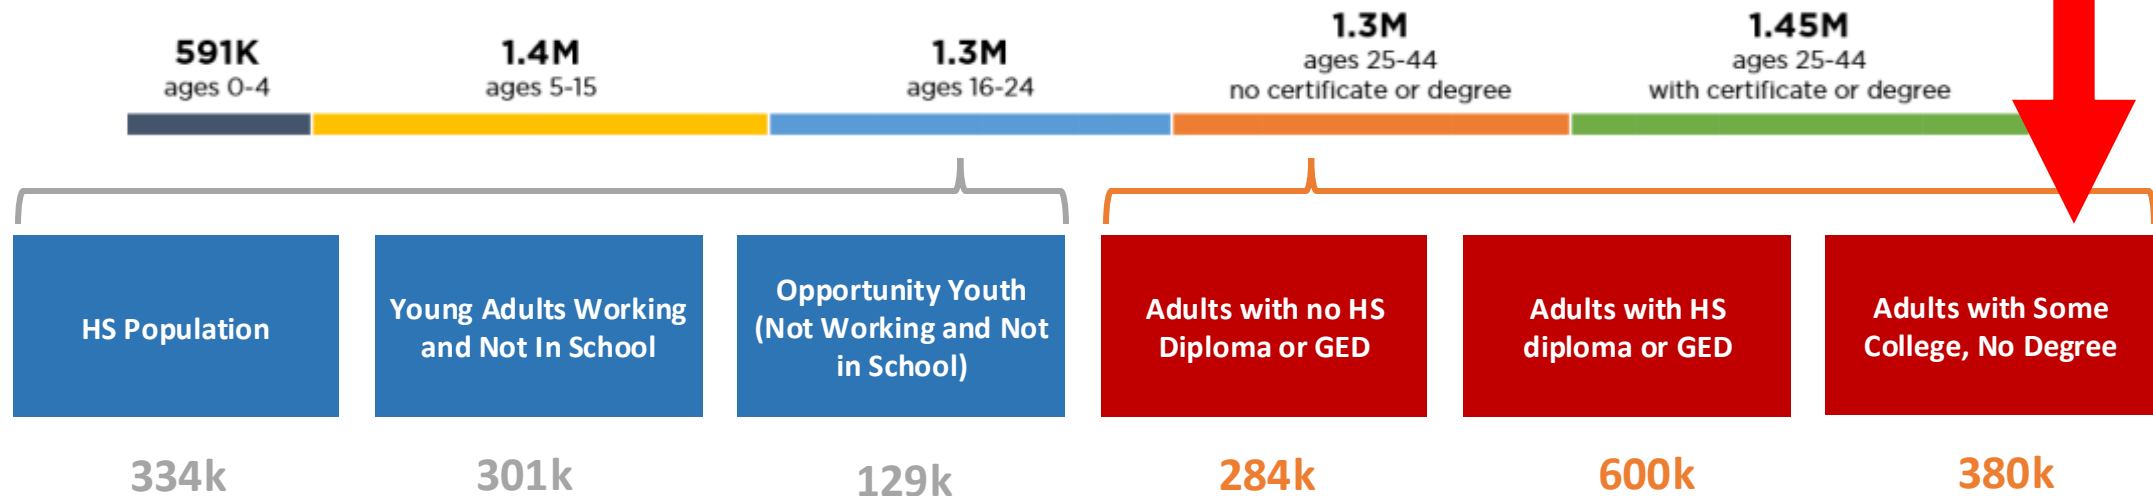 591K
ages 0-4
1.4M
ages 5-15
1.3M
ages 16-24
1.3M
ages 25-44
no certificate or degree
1.45M
ages 25-44
with certificate or degree
HS Population
Young Adults Working
and Not In School
Opportunity Youth
(Not Working and Not
in School)
Adults with no HS
Diploma or GED
Adults with HS
diploma or GED
Adults with Some
College, No Degree
334k
301k
129k
284k
600k
380k